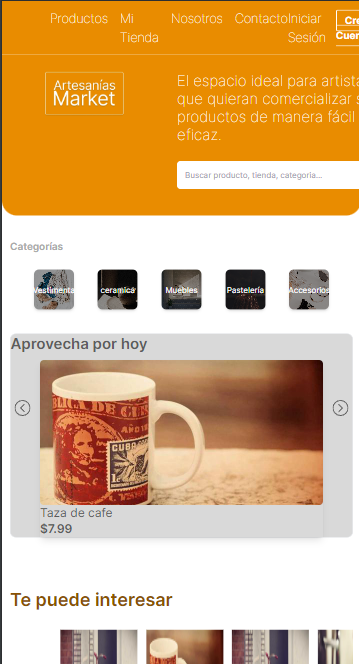 Productos Mi Tienda Nosotros Contacto Iniciar Sesión Cre
Cuen
Artesanías
Market
El espacio ideal para artista
que quieran comercializar s
productos de manera fácil
eficaz.
Buscar producto, tienda, categoria...
Categorías
Vestimenta ceramica Muebles Pastelería Accesorios
Aprovecha por hoy
CUBA
Taza de cafe
$7.99
Te puede interesar